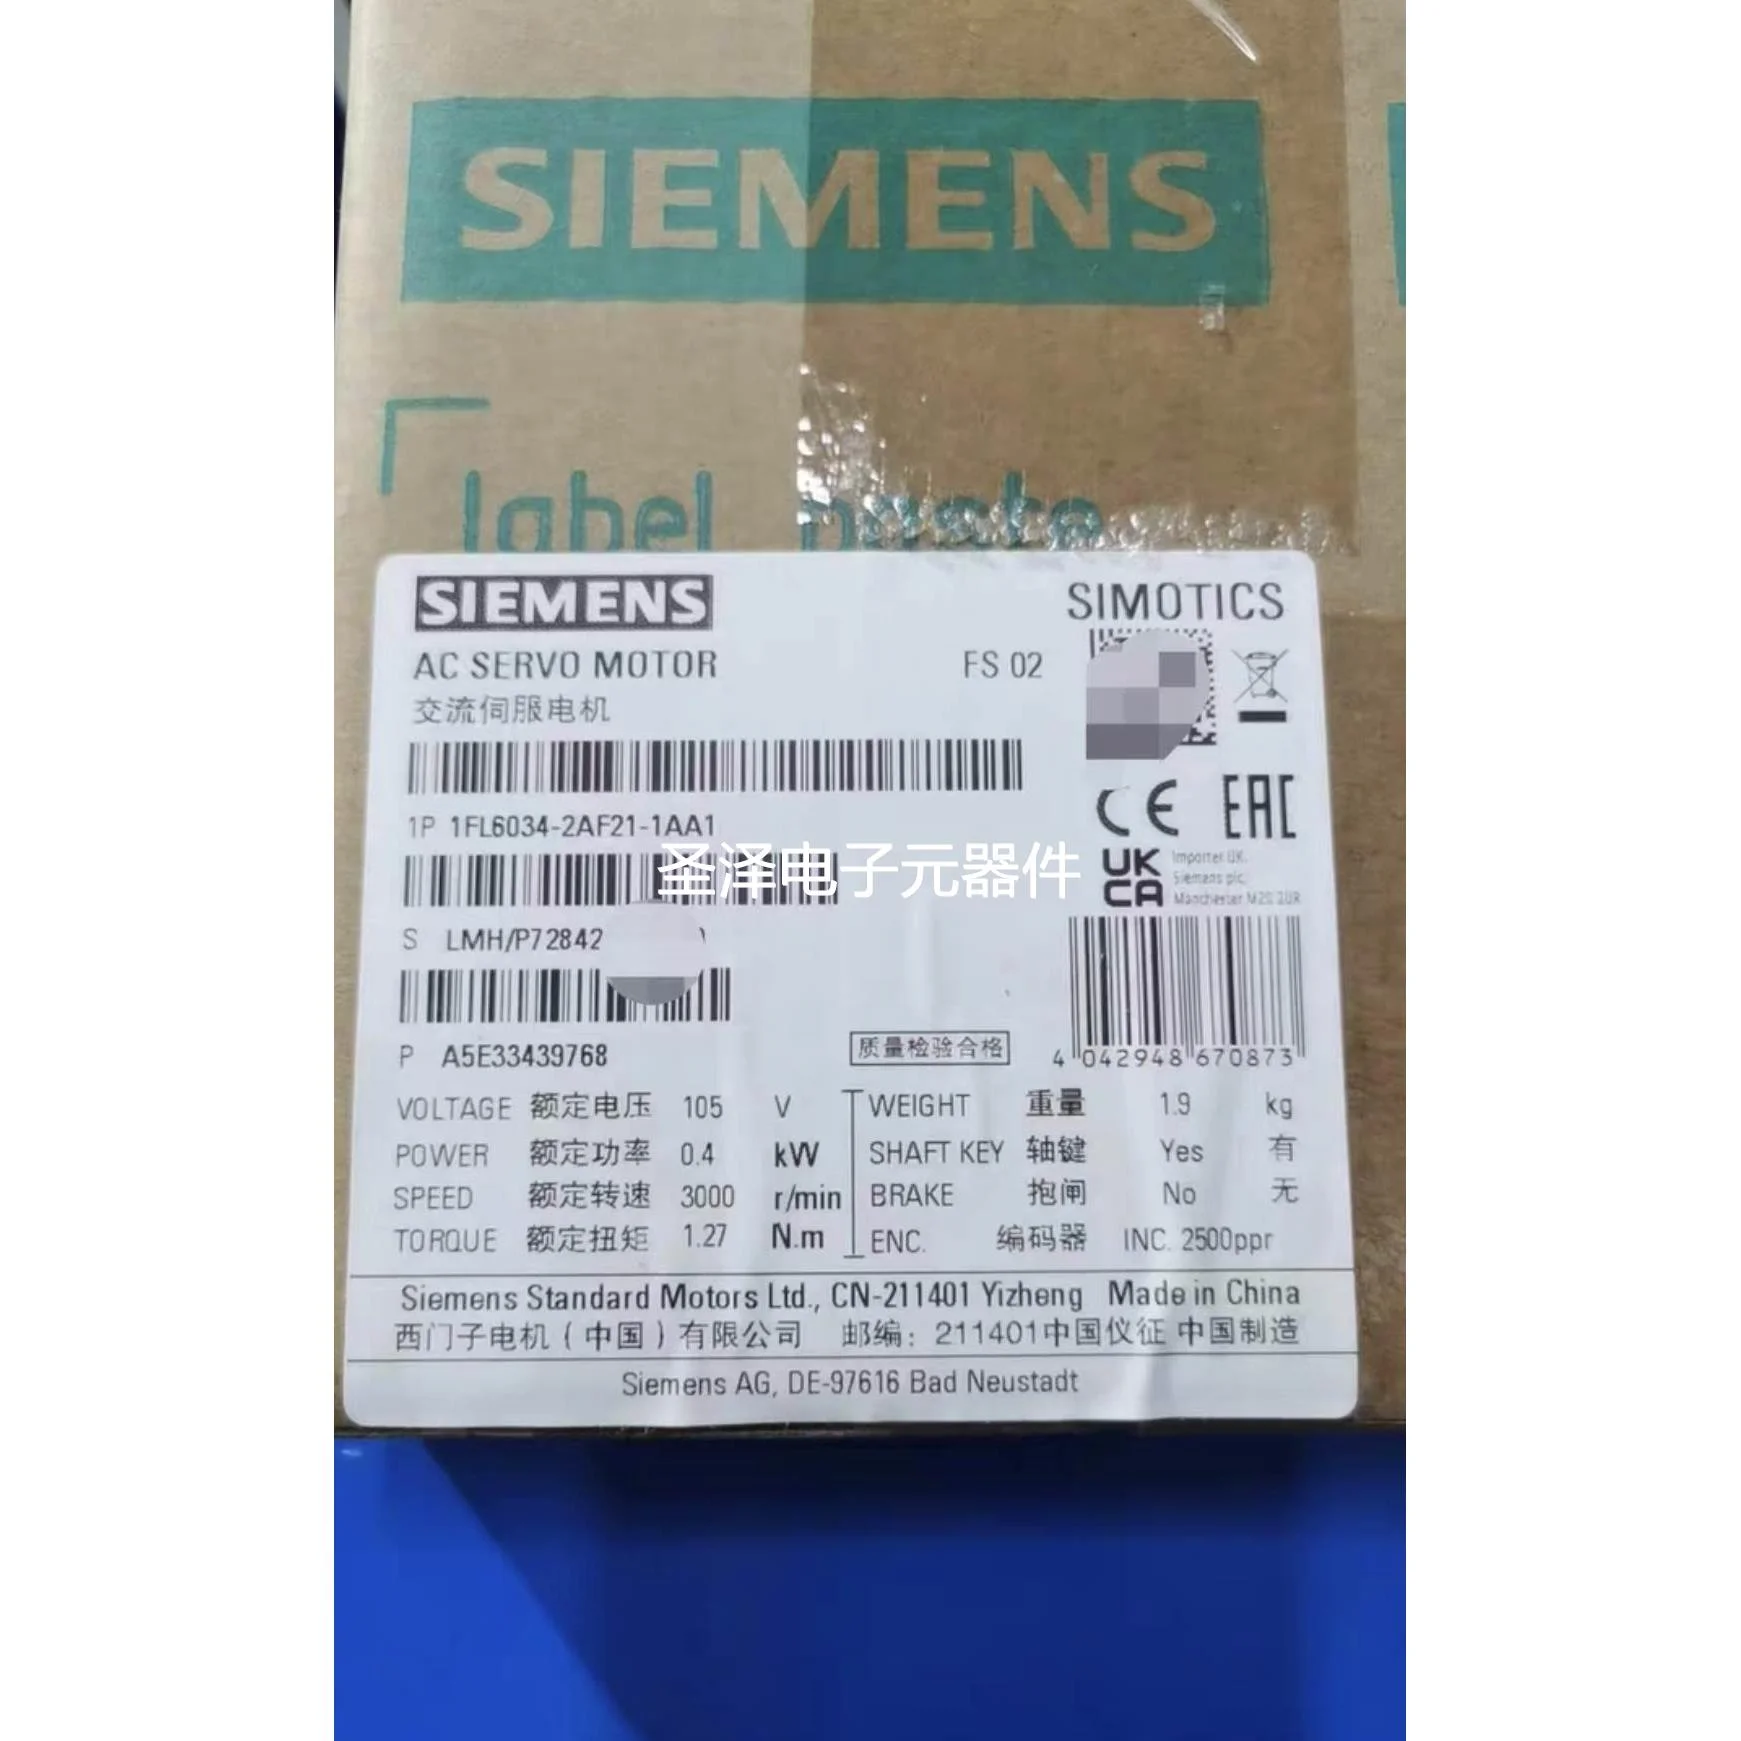 SIEMENS
label paste
SIEMENS
SIMOTICS
AC SERVO MOTOR
FS 02
交流伺服电机
1P 1FL6034-2AF21-1AA1
圣泽电子元器件
CE EAC
UK
CA
Importer UK.
Siemens plc.
Manchester M20 2UR
S LMH/P72842
P A5E33439768
质量检验合格
4 042948 670873
VOLTAGE 额定电压 105 V
POWER 额定功率 0.4 kW
SPEED 额定转速 3000 r/min
TORQUE 额定扭矩 1.27 N.m
WEIGHT 重量 1.9 kg
SHAFT KEY 轴键 Yes 有
BRAKE 抱闸 No 无
ENC. 编码器 INC. 2500ppr
Siemens Standard Motors Ltd., CN-211401 Yizheng Made in China
西门子电机（中国）有限公司 邮编：211401中国仪征 中国制造
Siemens AG, DE-97616 Bad Neustadt